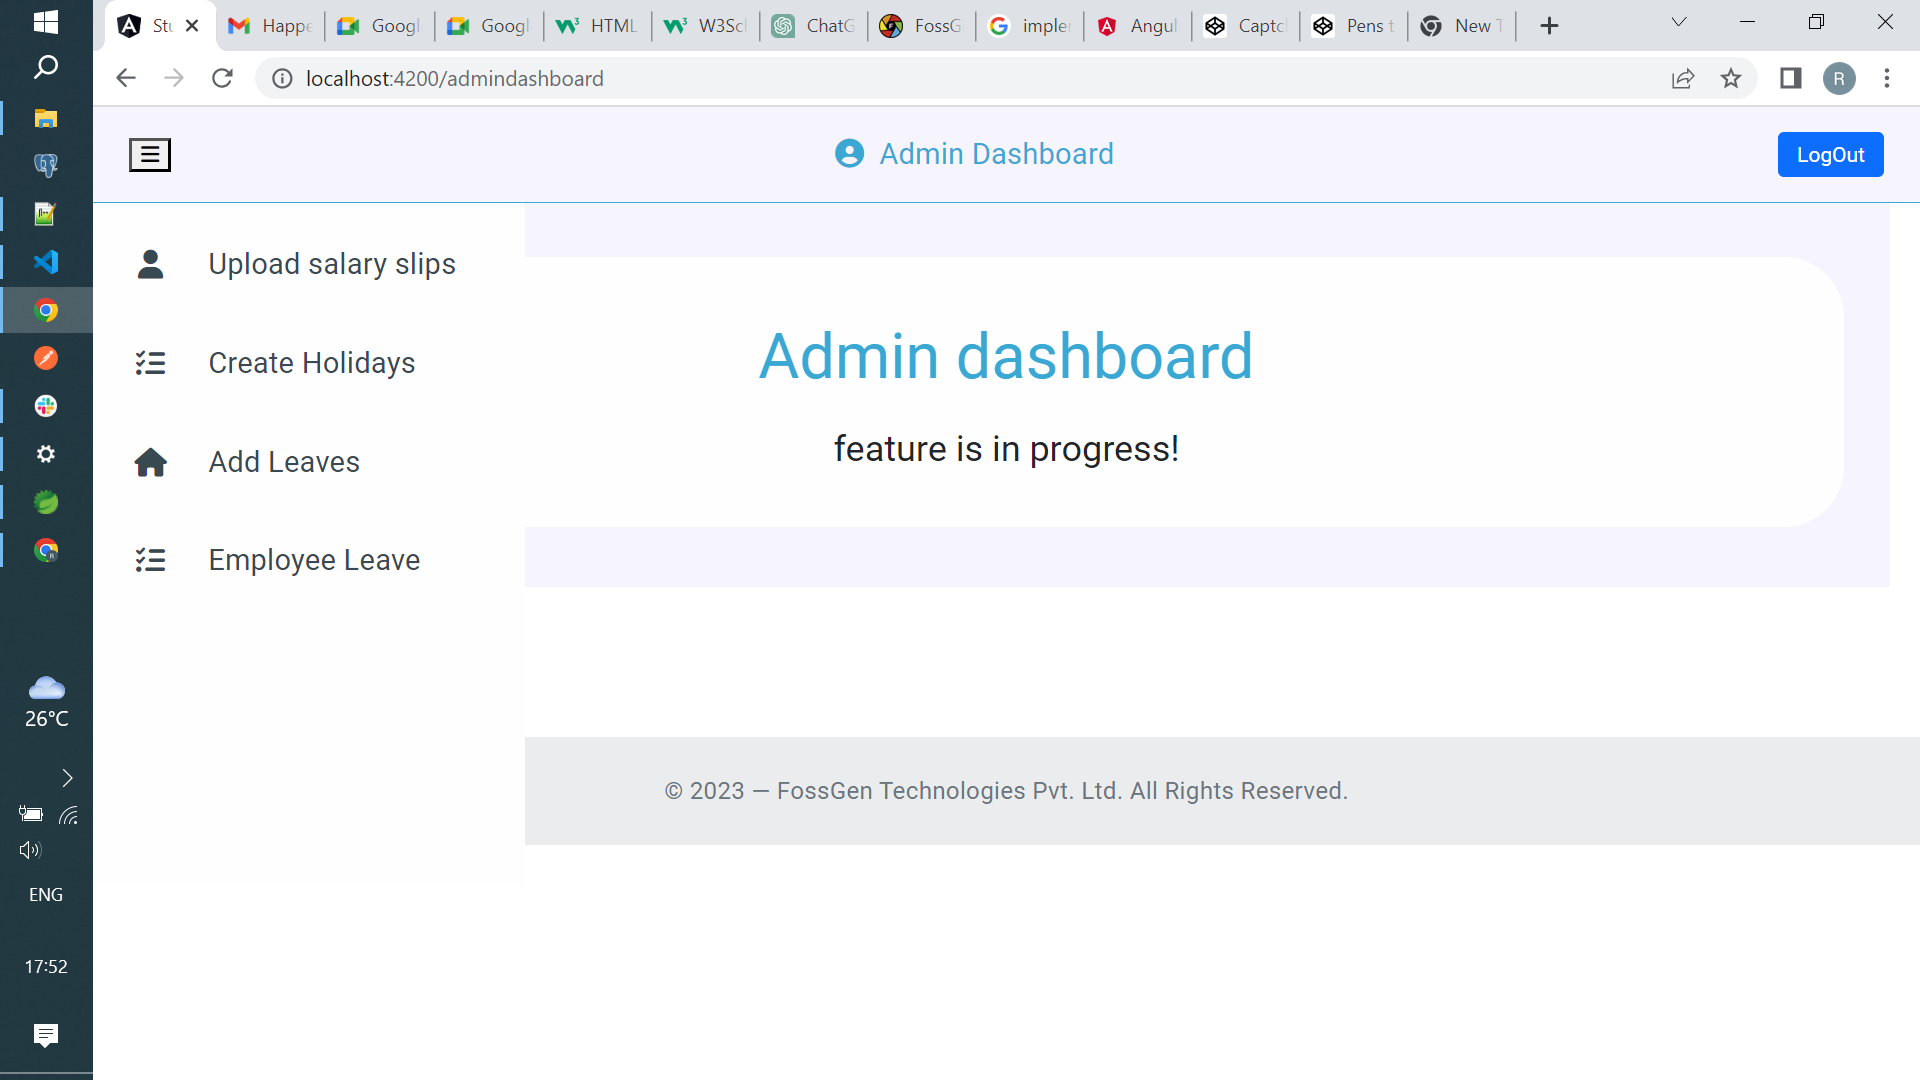 Stu
Happe
Googl
Googl
HTML
W3Sch
ChatG
FossG
imple
Angul
Captc
Pens t
New T
localhost:4200/admindashboard
R
Admin Dashboard
LogOut
Upload salary slips
Create Holidays
Add Leaves
Employee Leave
Admin dashboard
feature is in progress!
© 2023 — FossGen Technologies Pvt. Ltd. All Rights Reserved.
26°C
ENG
17:52